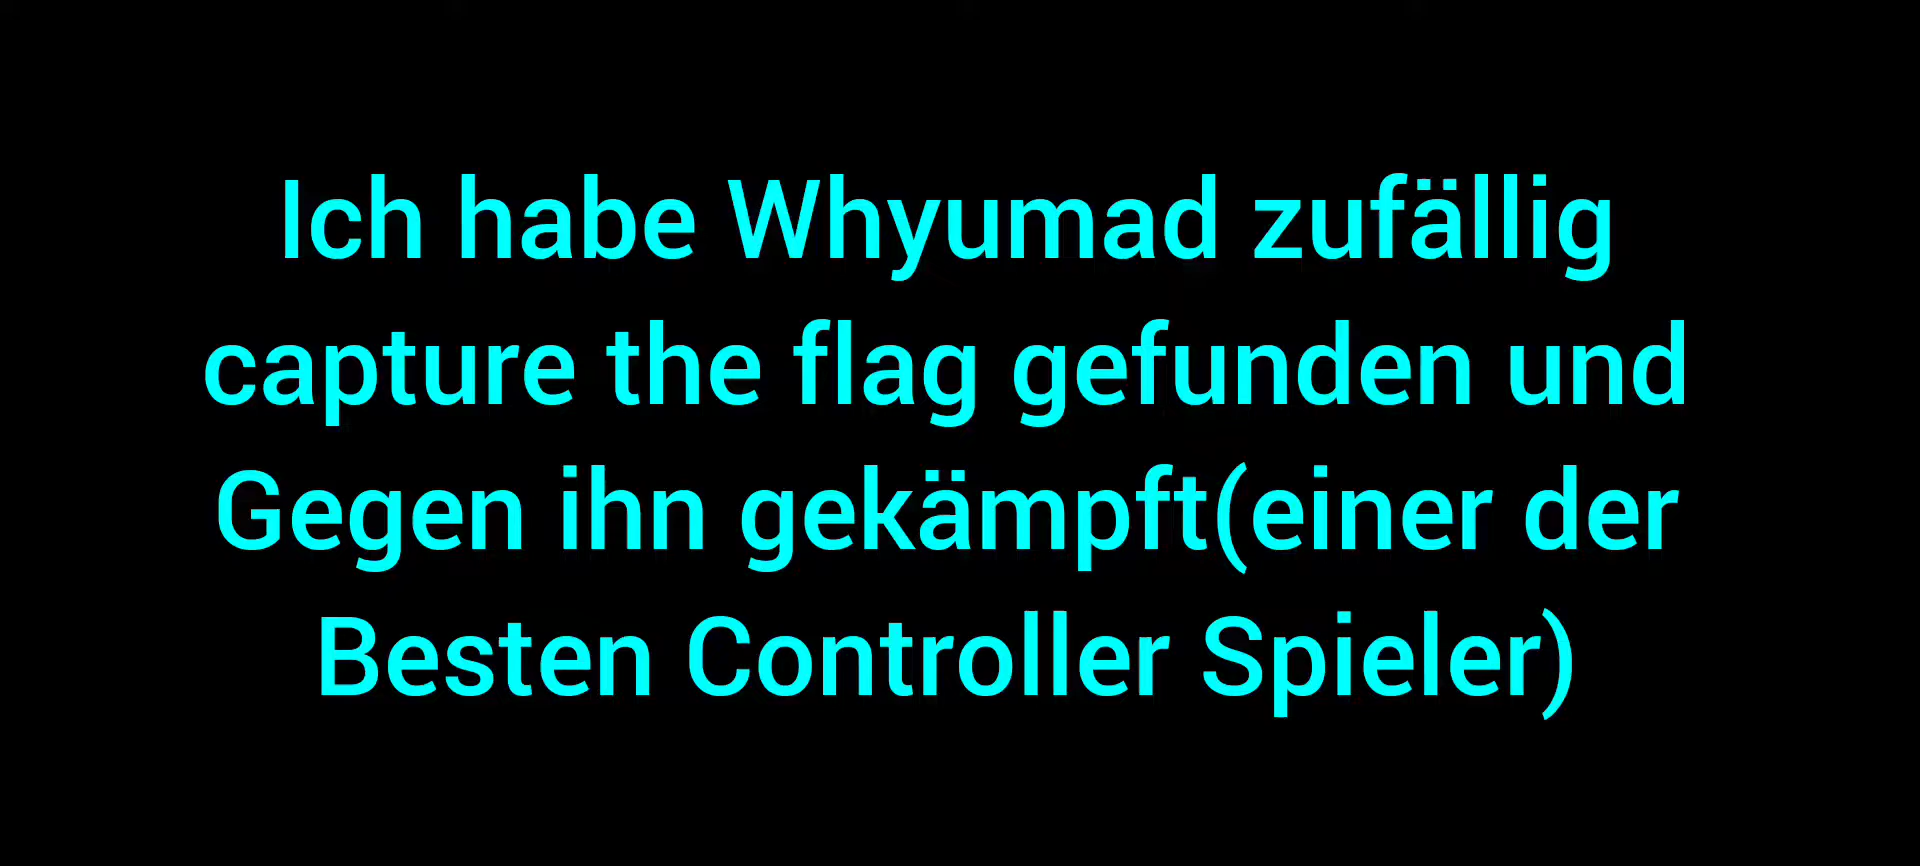 Ich habe Whyumad zufällig
capture the flag gefunden und
Gegen ihn gekämpft(einer der
Besten Controller Spieler)